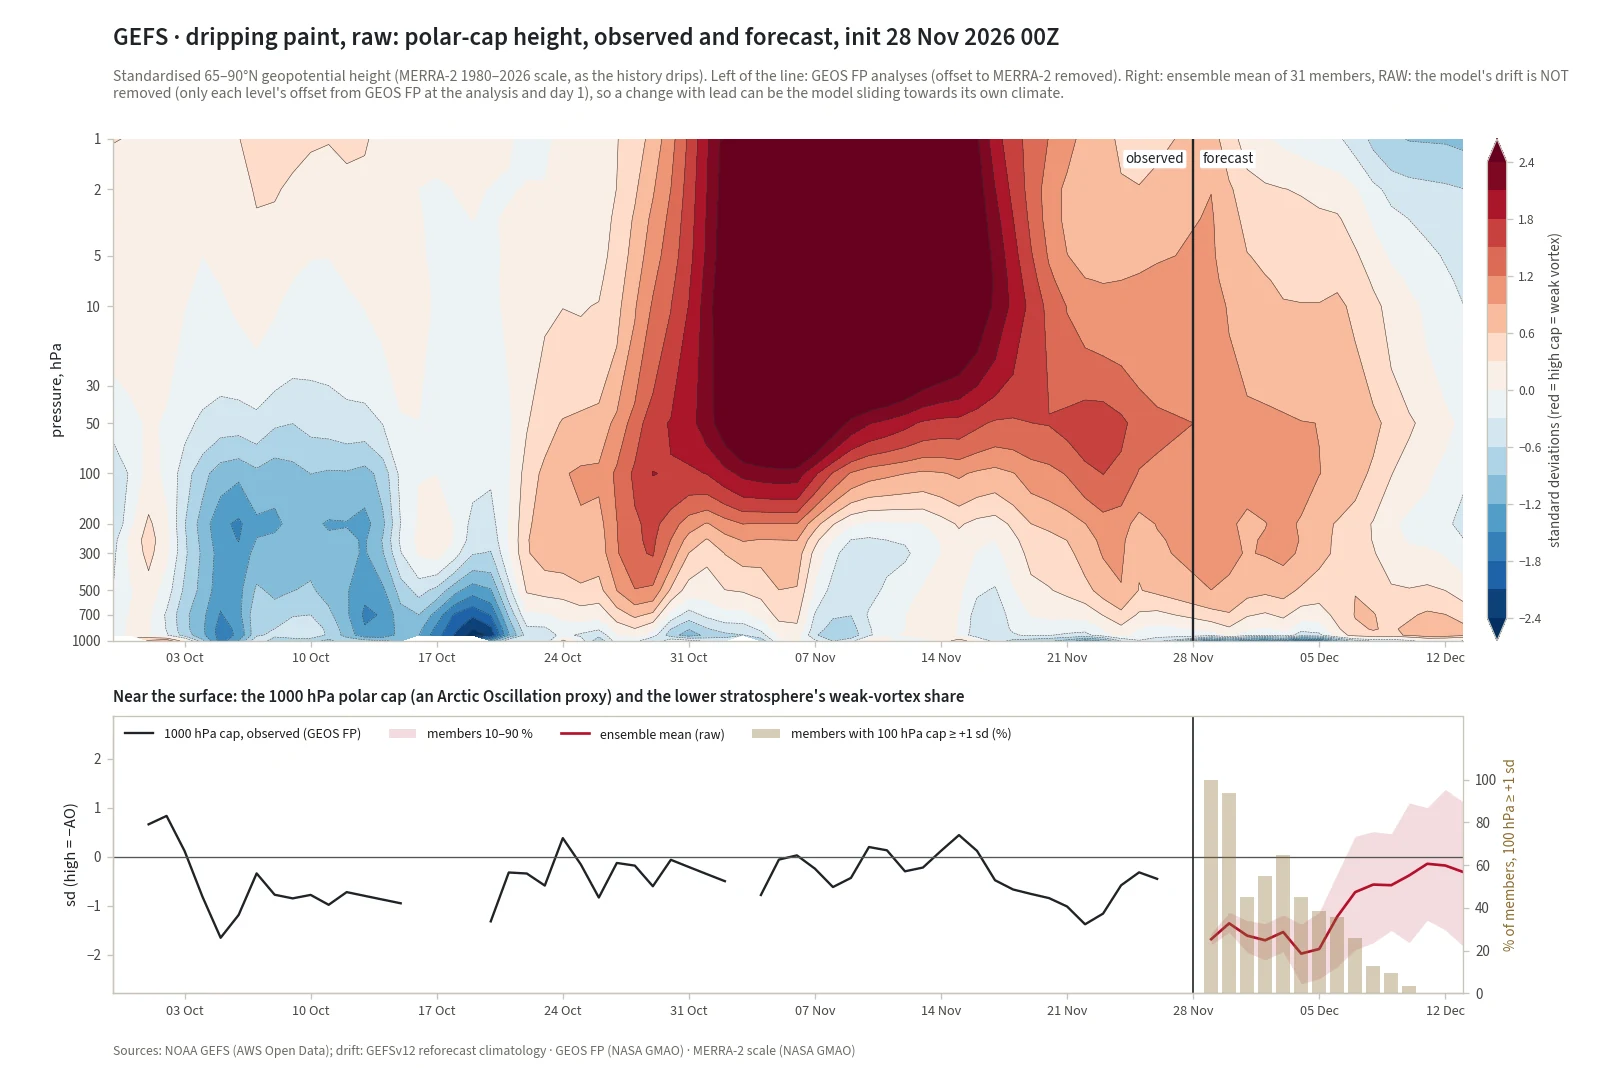 GEFS · dripping paint, raw: polar-cap height, observed and forecast, init 28 Nov 2026 00Z
Standardised 65–90°N geopotential height (MERRA-2 1980–2026 scale, as the history drips). Left of the line: GEOS FP analyses (offset to MERRA-2 removed). Right: ensemble mean of 31 members, RAW: the model's drift is NOT
removed (only each level's offset from GEOS FP at the analysis and day 1), so a change with lead can be the model sliding towards its own climate.
observed
forecast
pressure, hPa
1
2
5
10
30
50
100
200
300
500
700
1000
03 Oct
10 Oct
17 Oct
24 Oct
31 Oct
07 Nov
14 Nov
21 Nov
28 Nov
05 Dec
12 Dec
2.4
1.8
1.2
0.6
0.0
−0.6
−1.2
−1.8
−2.4
standard deviations (red = high cap = weak vortex)
Near the surface: the 1000 hPa polar cap (an Arctic Oscillation proxy) and the lower stratosphere's weak-vortex share
1000 hPa cap, observed (GEOS FP)
members 10–90 %
ensemble mean (raw)
members with 100 hPa cap ≥ +1 sd (%)
sd (high = −AO)
2
1
0
−1
−2
100
80
60
40
20
0
% of members, 100 hPa ≥ +1 sd
03 Oct
10 Oct
17 Oct
24 Oct
31 Oct
07 Nov
14 Nov
21 Nov
28 Nov
05 Dec
12 Dec
Sources: NOAA GEFS (AWS Open Data); drift: GEFSv12 reforecast climatology · GEOS FP (NASA GMAO) · MERRA-2 scale (NASA GMAO)